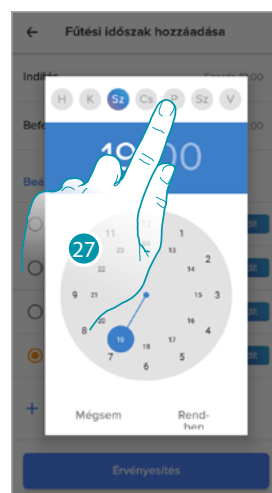 Fűtési időszak hozzáadása
Indítás
H K Sz Cs P Sz V
Befe
:00
19 00
Beá
27
12
11 1
23 13
22 14 2
9 21 15 3
20 16
8 4
19 18 17
7 5
6
Mégsem Rend-
ben
Érvényesítés